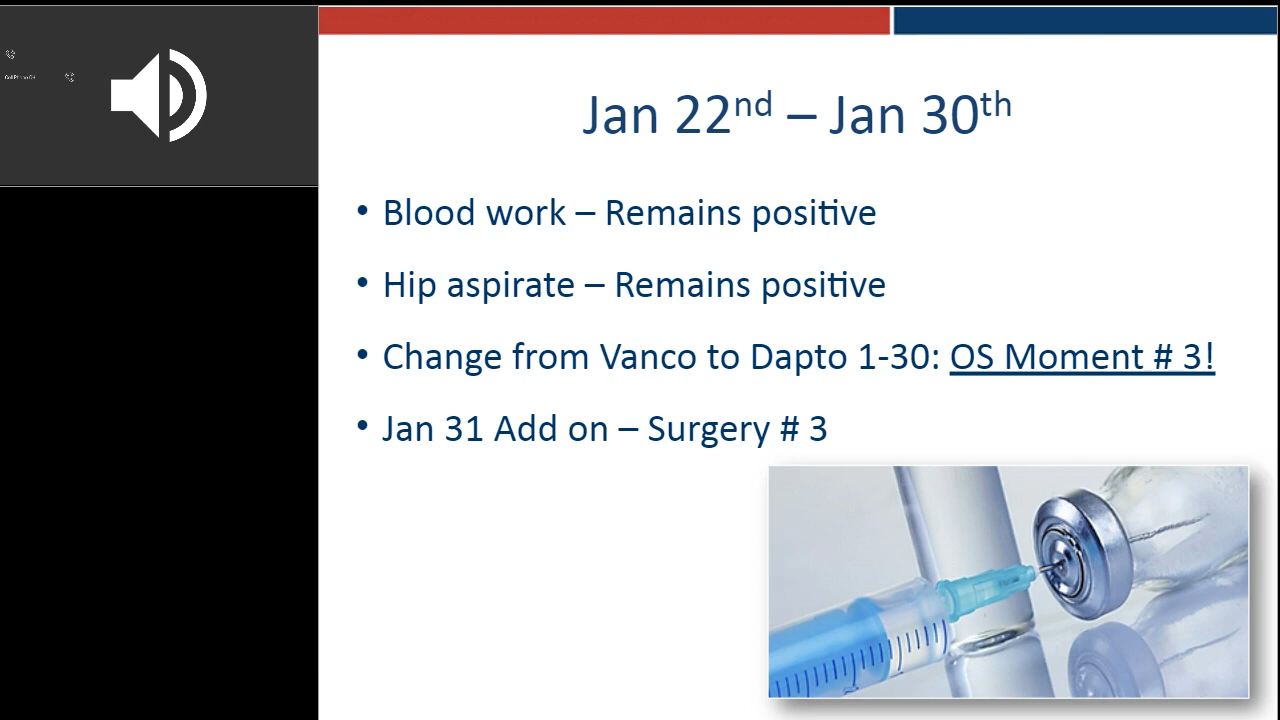 Jan 22nd – Jan 30th
• Blood work – Remains positive
• Hip aspirate – Remains positive
• Change from Vanco to Dapto 1-30: OS Moment # 3!
• Jan 31 Add on – Surgery # 3